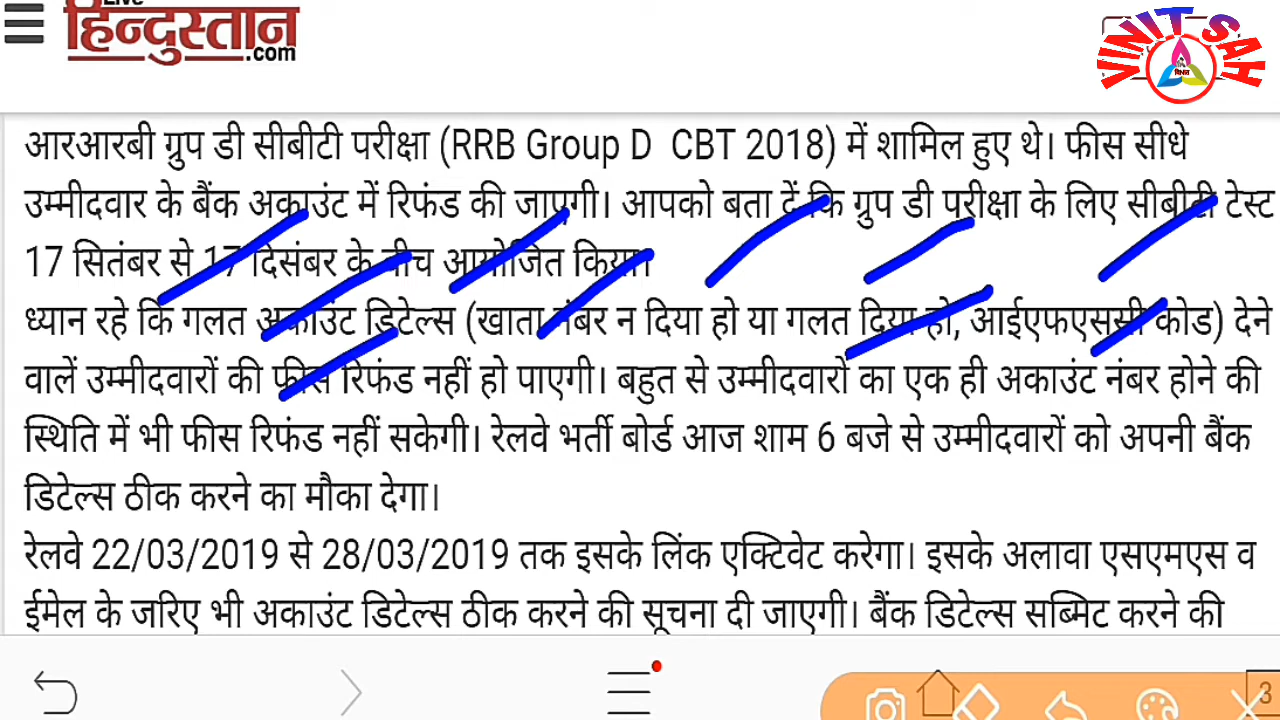 Live
हिन्दुस्तान
.com
VINIT SAH
आरआरबी ग्रुप डी सीबीटी परीक्षा (RRB Group D CBT 2018) में शामिल हुए थे। फीस सीधे
उम्मीदवार के बैंक अकाउंट में रिफंड की जाएगी। आपको बता दें कि ग्रुप डी परीक्षा के लिए सीबीटी टेस्ट
17 सितंबर से 17 दिसंबर के बीच आयोजित किया।
ध्यान रहे कि गलत अकाउंट डिटेल्स (खाता नंबर न दिया हो या गलत दिया हो, आईएफएससी कोड) देने
वालें उम्मीदवारों की फीस रिफंड नहीं हो पाएगी। बहुत से उम्मीदवारों का एक ही अकाउंट नंबर होने की
स्थिति में भी फीस रिफंड नहीं सकेगी। रेलवे भर्ती बोर्ड आज शाम 6 बजे से उम्मीदवारों को अपनी बैंक
डिटेल्स ठीक करने का मौका देगा।
रेलवे 22/03/2019 से 28/03/2019 तक इसके लिंक एक्टिवेट करेगा। इसके अलावा एसएमएस व
ईमेल के जरिए भी अकाउंट डिटेल्स ठीक करने की सूचना दी जाएगी। बैंक डिटेल्स सब्मिट करने की
3